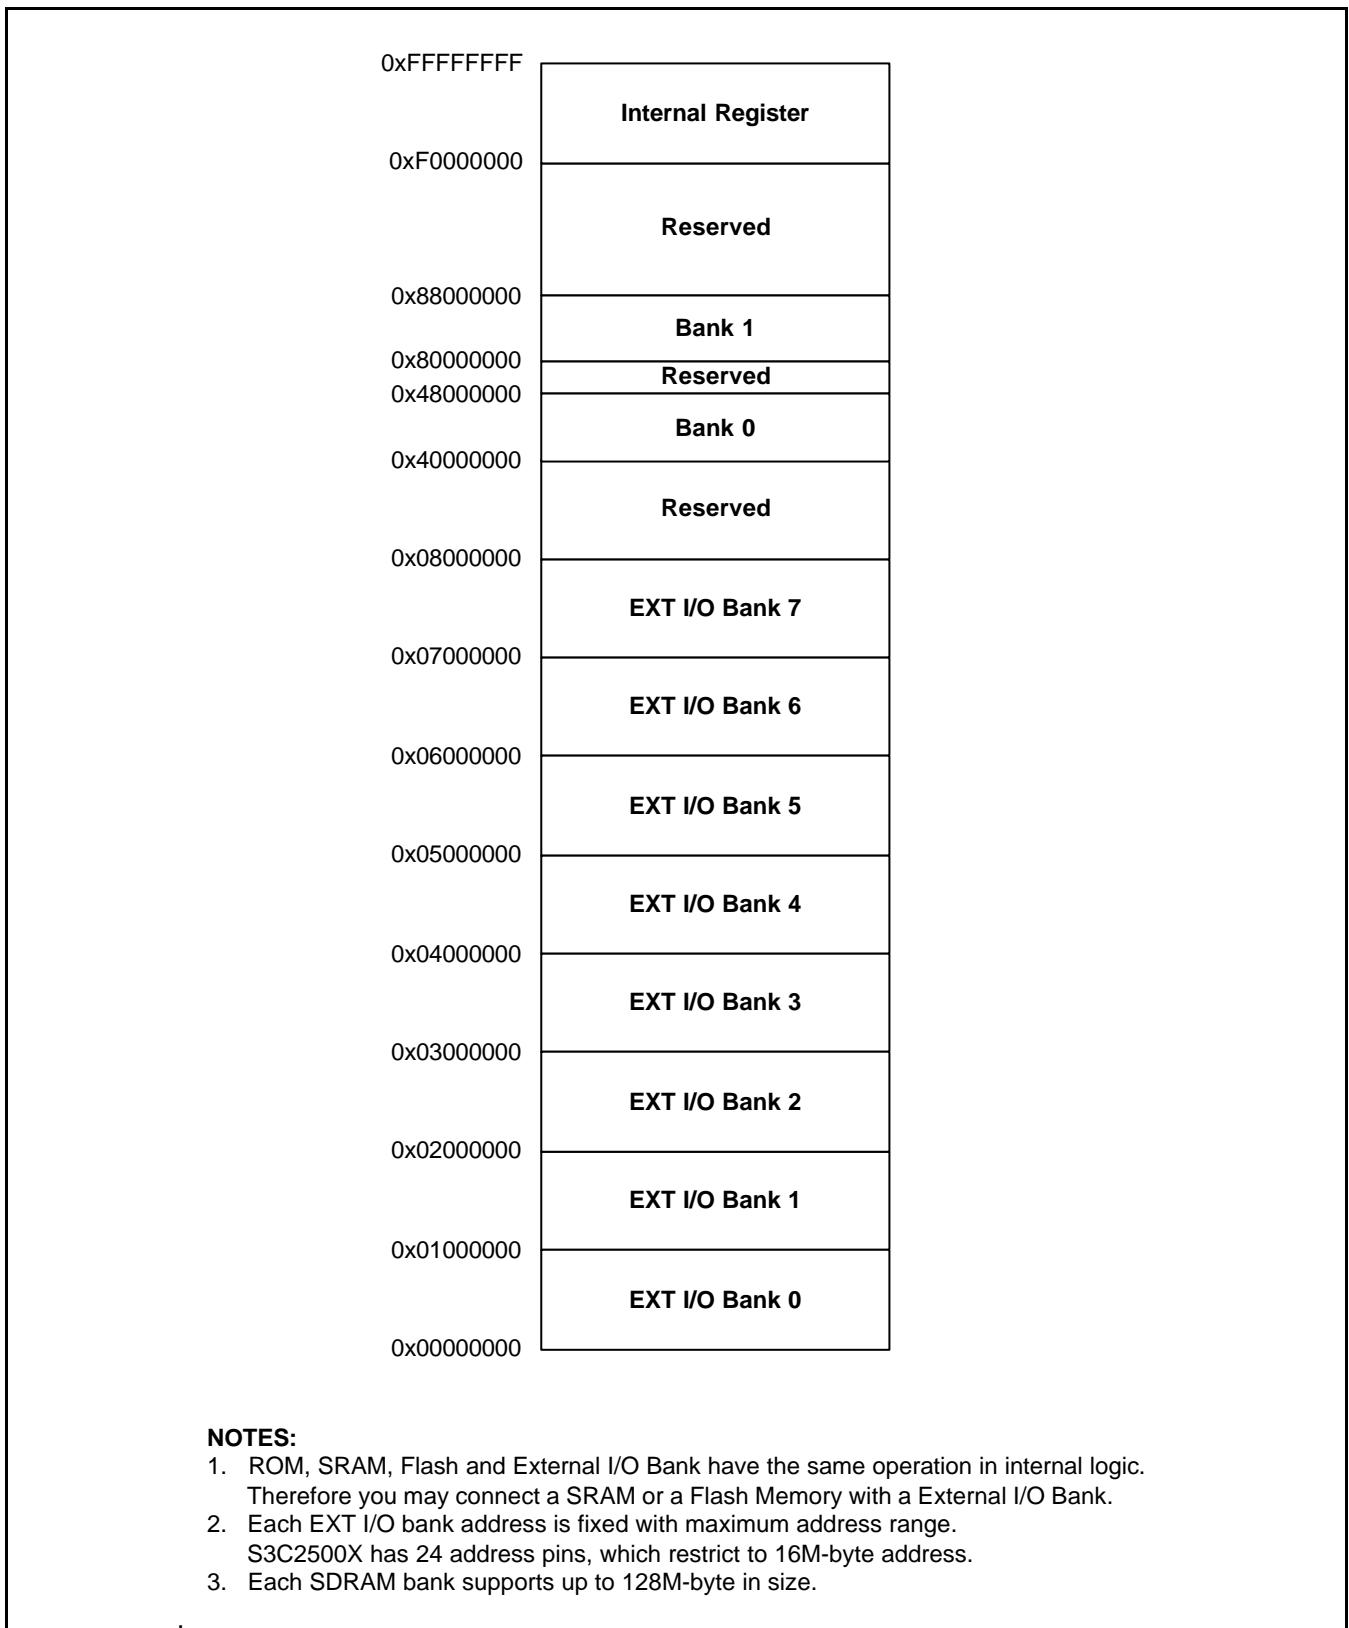 0xFFFFFFFF
Internal Register
0xF0000000
Reserved
0x88000000
Bank 1
0x80000000
Reserved
0x48000000
Bank 0
0x40000000
Reserved
0x08000000
EXT I/O Bank 7
0x07000000
EXT I/O Bank 6
0x06000000
EXT I/O Bank 5
0x05000000
EXT I/O Bank 4
0x04000000
EXT I/O Bank 3
0x03000000
EXT I/O Bank 2
0x02000000
EXT I/O Bank 1
0x01000000
EXT I/O Bank 0
0x00000000
NOTES:
1. ROM, SRAM, Flash and External I/O Bank have the same operation in internal logic.
Therefore you may connect a SRAM or a Flash Memory with a External I/O Bank.
2. Each EXT I/O bank address is fixed with maximum address range.
S3C2500X has 24 address pins, which restrict to 16M-byte address.
3. Each SDRAM bank supports up to 128M-byte in size.
.